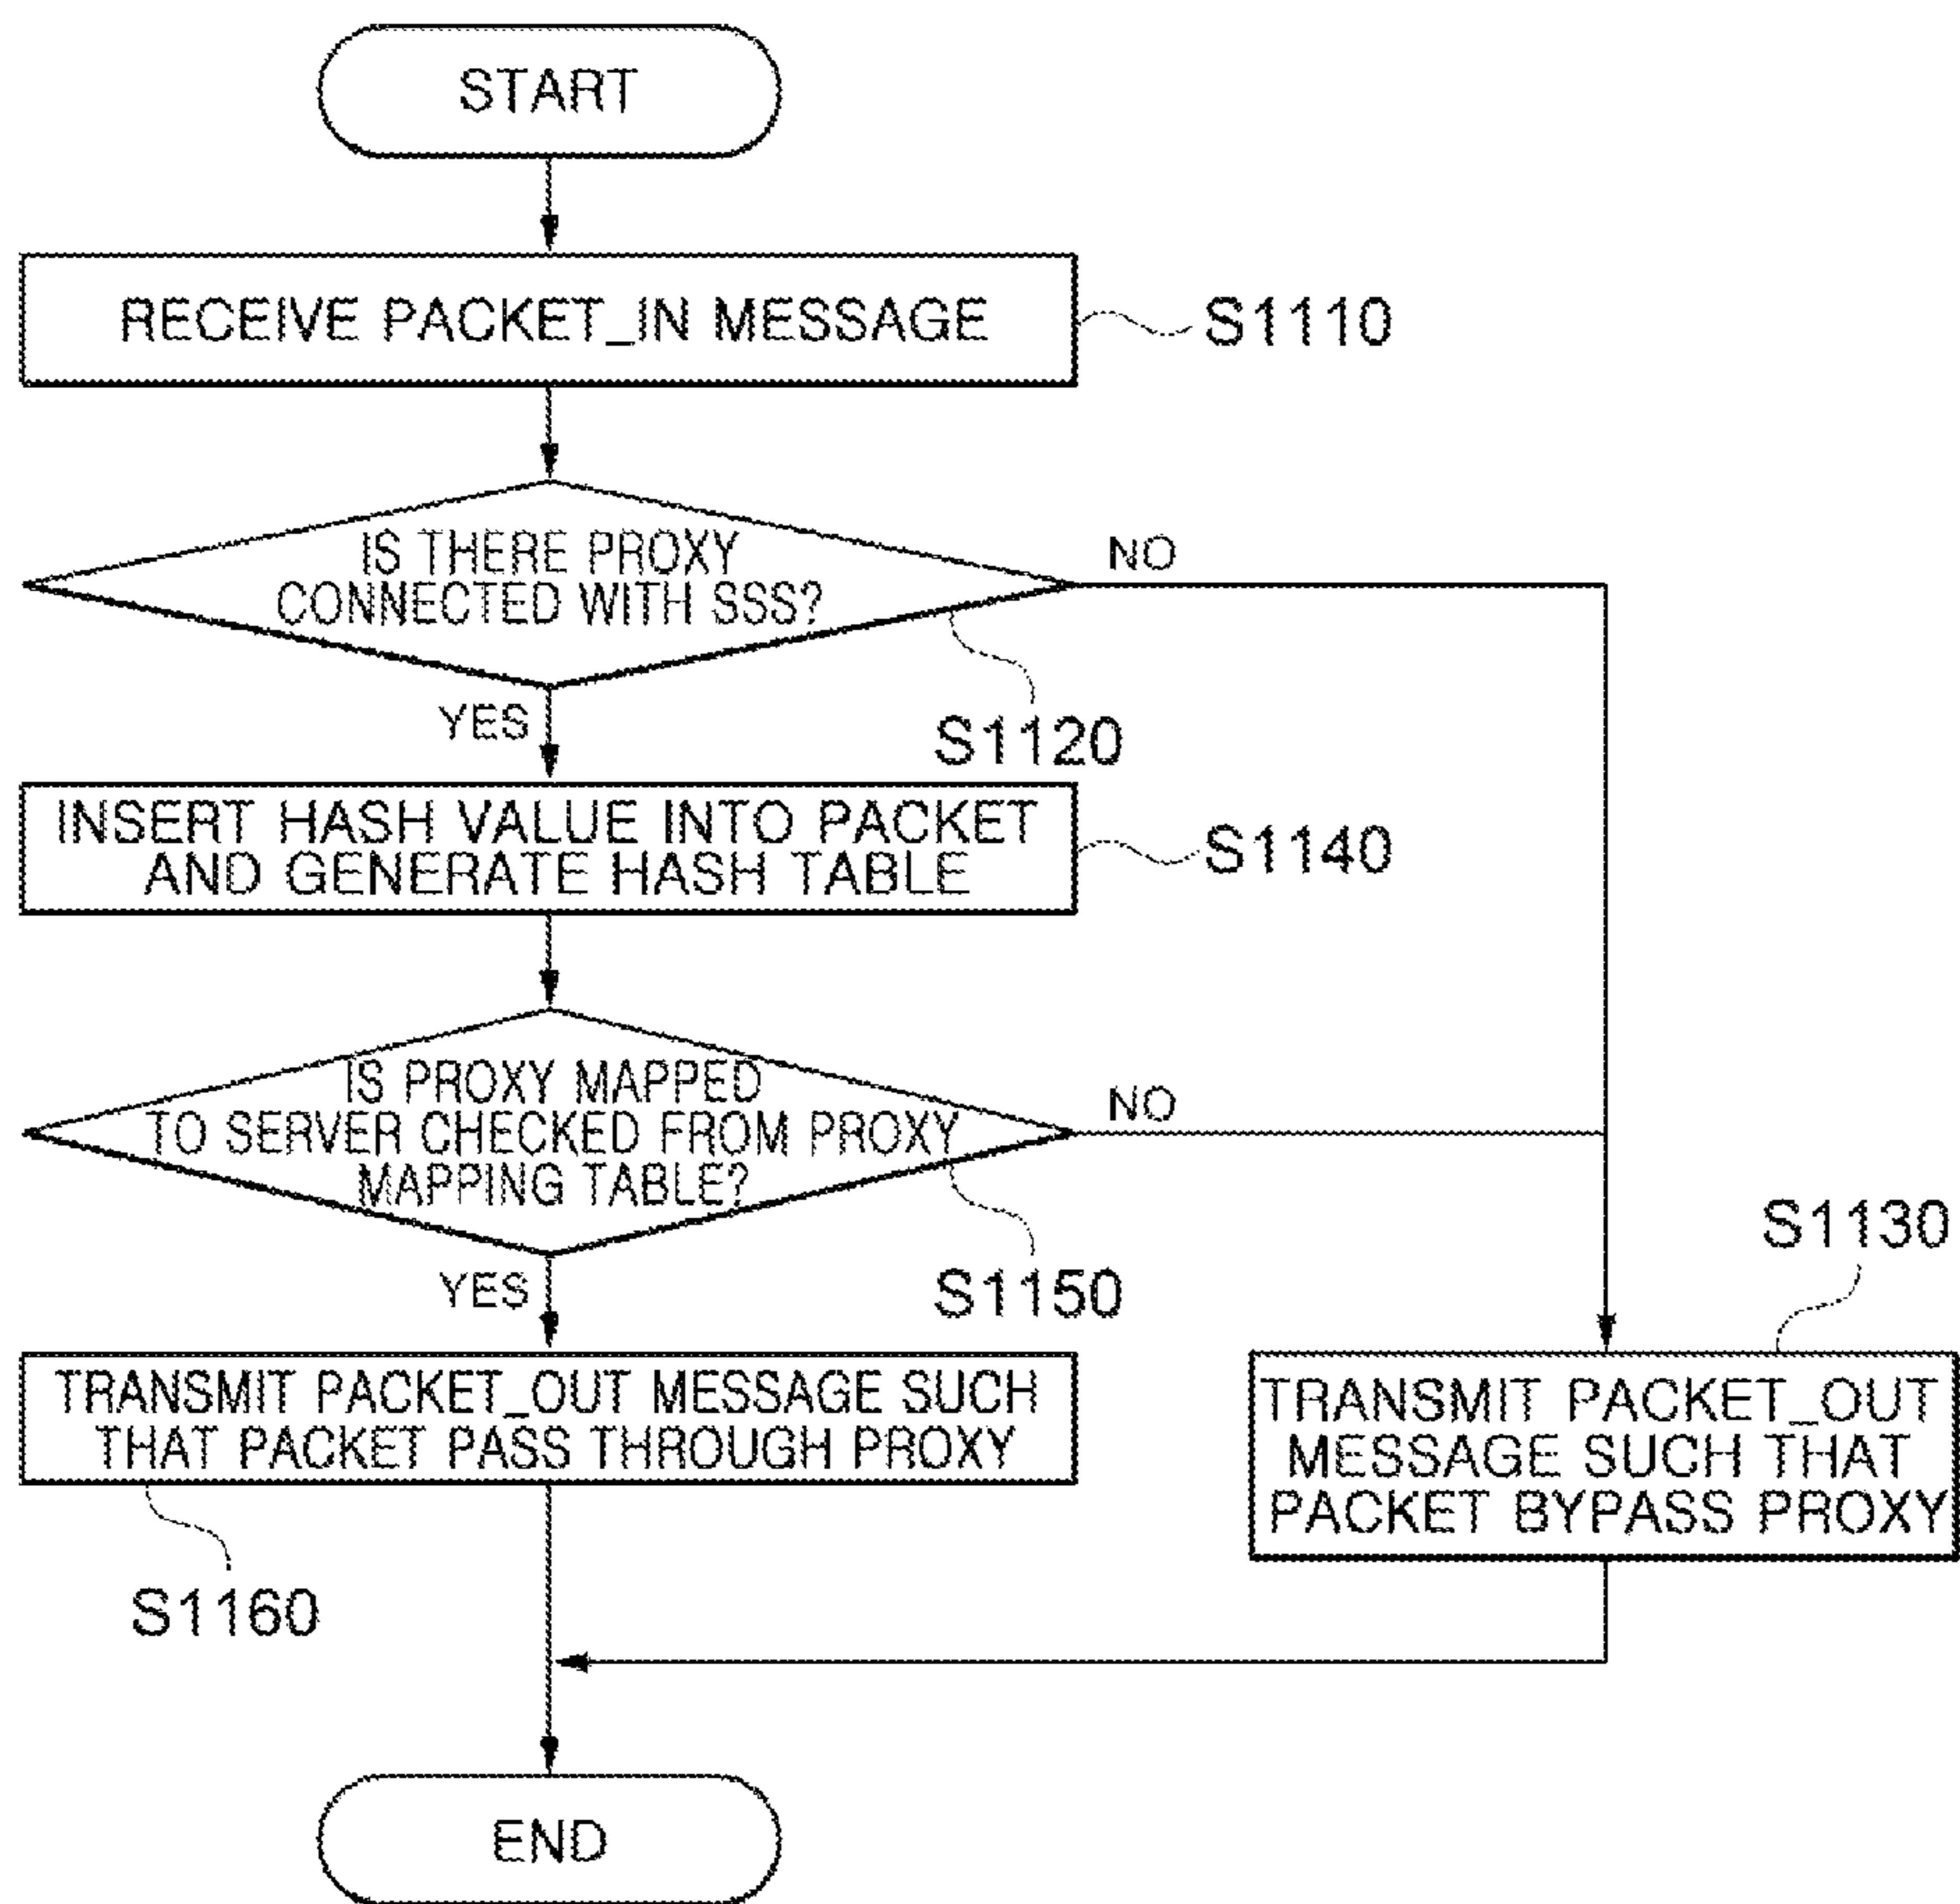 START
RECEIVE PACKET_IN MESSAGE
S1110
IS THERE PROXY
CONNECTED WITH SSS?
NO
S1120
YES
INSERT HASH VALUE INTO PACKET
AND GENERATE HASH TABLE
S1140
IS PROXY MAPPED
TO SERVER CHECKED FROM PROXY
MAPPING TABLE?
NO
S1150
YES
S1130
TRANSMIT PACKET_OUT MESSAGE SUCH
THAT PACKET PASS THROUGH PROXY
S1160
TRANSMIT PACKET_OUT
MESSAGE SUCH THAT
PACKET BYPASS PROXY
END